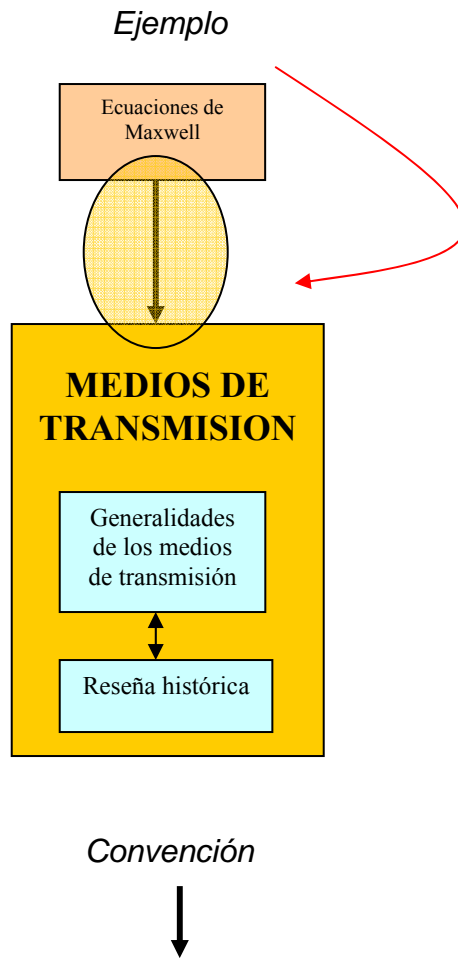 Ejemplo
Ecuaciones de
Maxwell
MEDIOS DE
TRANSMISION
Generalidades
de los medios
de transmisión
Reseña histórica
Convención